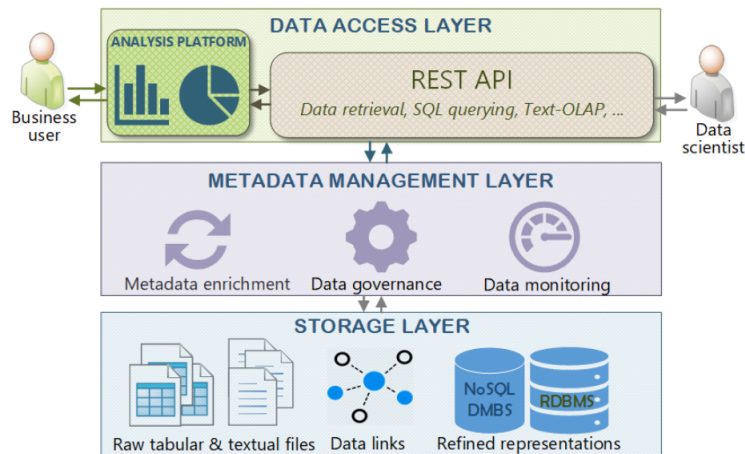 DATA ACCESS LAYER
ANALYSIS PLATFORM
REST API
Data retrieval, SQL querying, Text-OLAP, ...
Business
user
Data
scientist
METADATA MANAGEMENT LAYER
Metadata enrichment
Data governance
Data monitoring
STORAGE LAYER
NoSQL
DMBS
RDBMS
Raw tabular & textual files
Data links
Refined representations